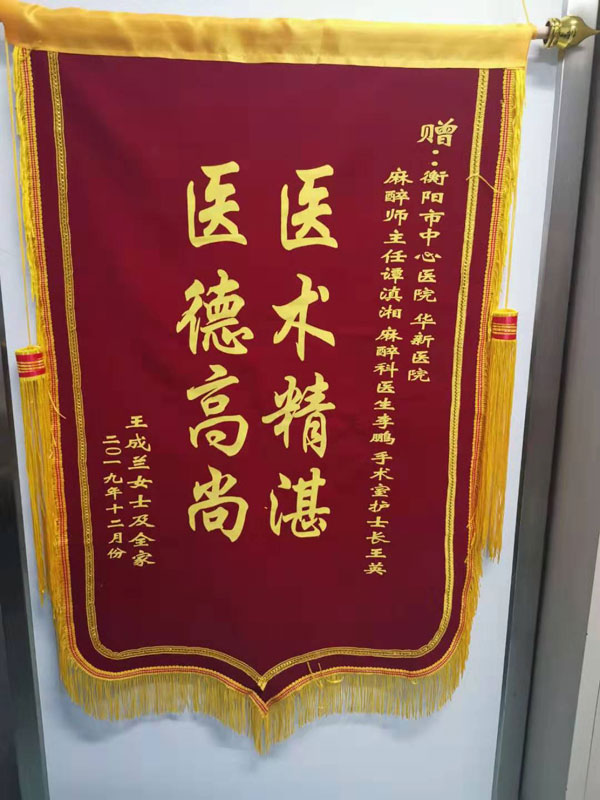 赠：衡阳市中心医院 华新医院
麻醉师主任谭滇湘 麻醉科医生李鹏 手术室护士长王英
医术精湛
医德高尚
王成兰女士及全家
二〇一九年十二月份